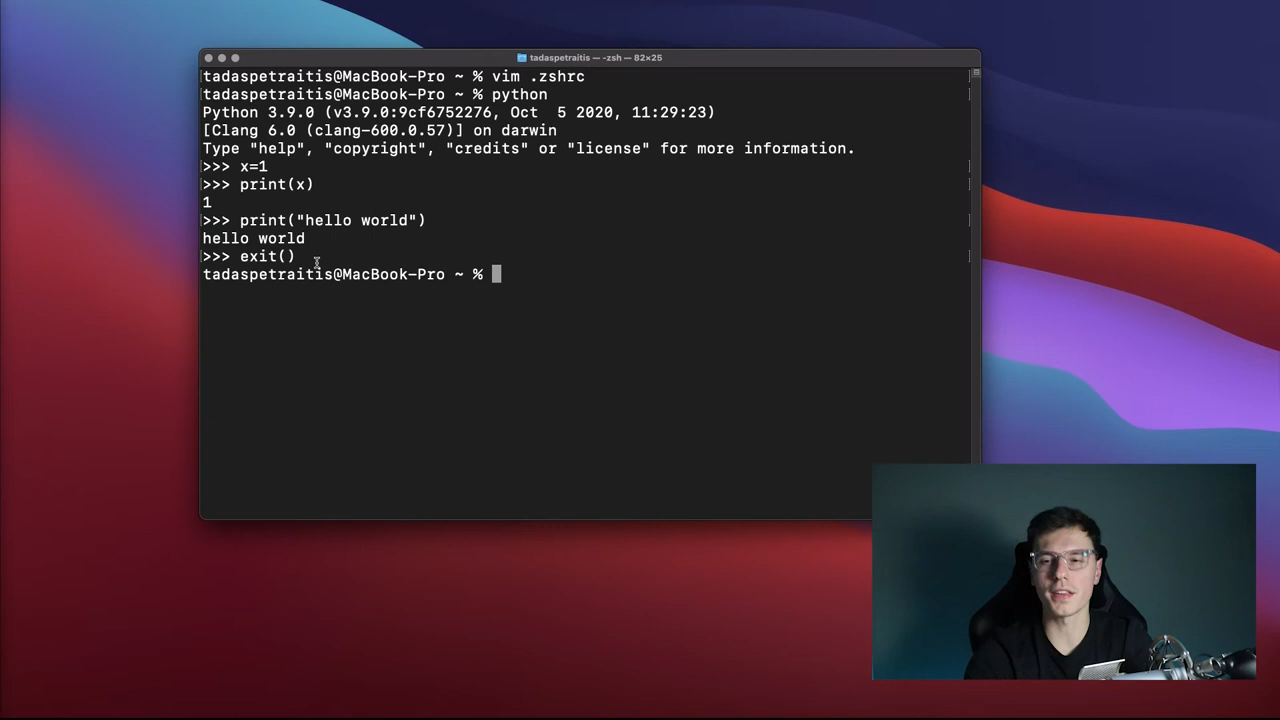 tadaspetraitis — -zsh — 82×25
tadaspetraitis@MacBook-Pro ~ % vim .zshrc
tadaspetraitis@MacBook-Pro ~ % python
Python 3.9.0 (v3.9.0:9cf6752276, Oct  5 2020, 11:29:23)
[Clang 6.0 (clang-600.0.57)] on darwin
Type "help", "copyright", "credits" or "license" for more information.
>>> x=1
>>> print(x)
1
>>> print("hello world")
hello world
>>> exit()
tadaspetraitis@MacBook-Pro ~ %